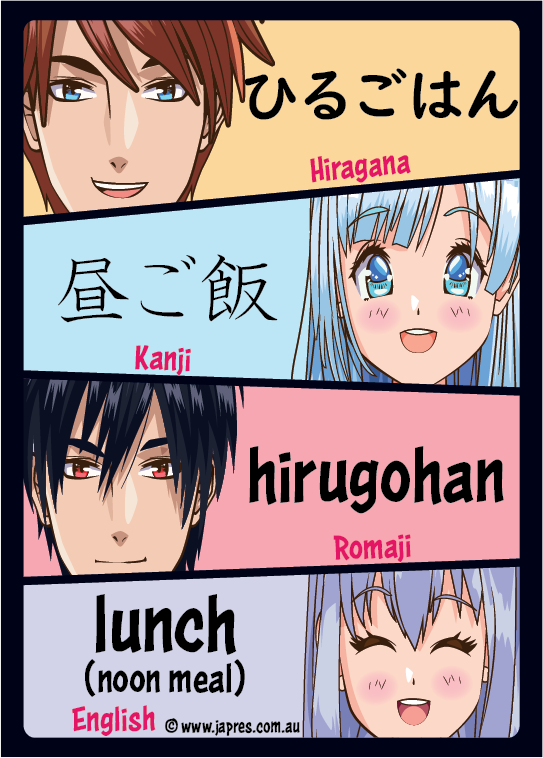 ひるごはん
Hiragana
昼ご飯
Kanji
hirugohan
Romaji
lunch
(noon meal)
English © www.japres.com.au